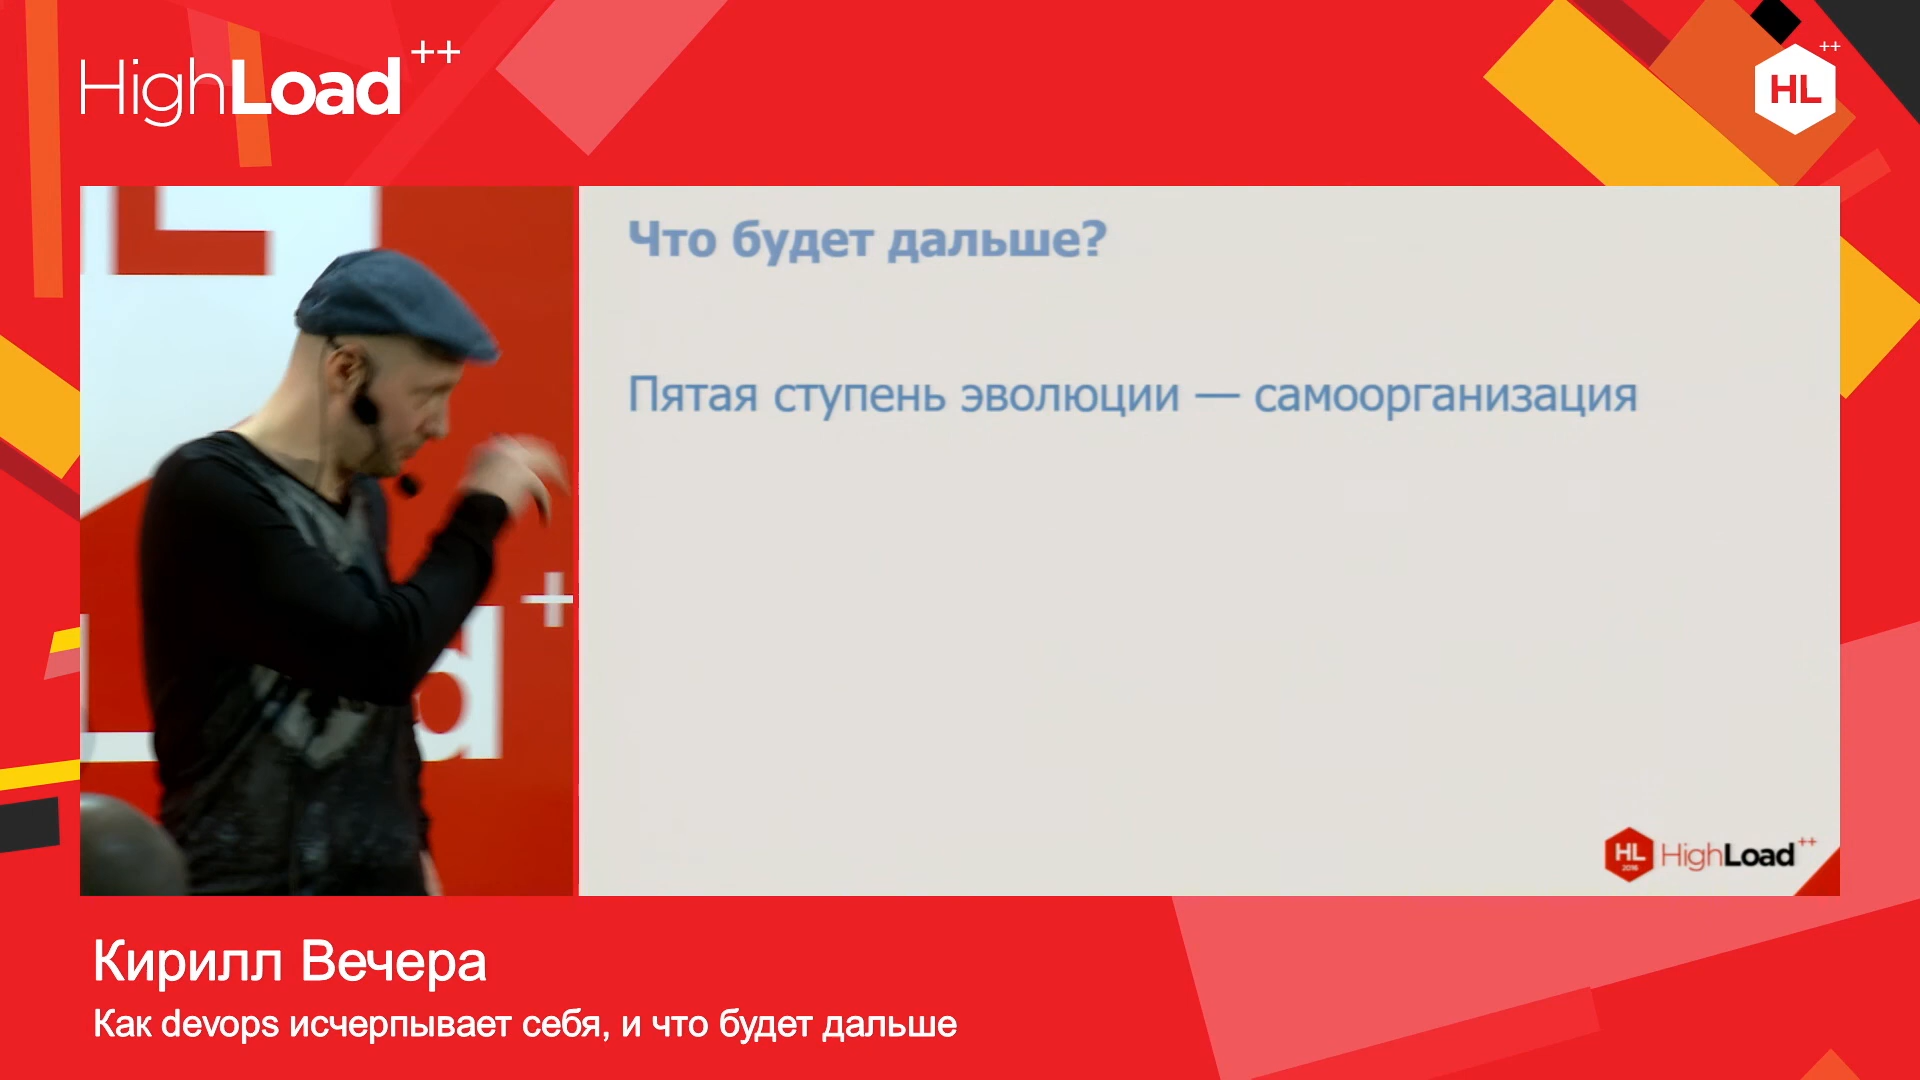 HighLoad++
HL++
L
Что будет дальше?
Пятая ступень эволюции — самоорганизация
d+
HL
2016
HighLoad++
Кирилл Вечера
Как devops исчерпывает себя, и что будет дальше